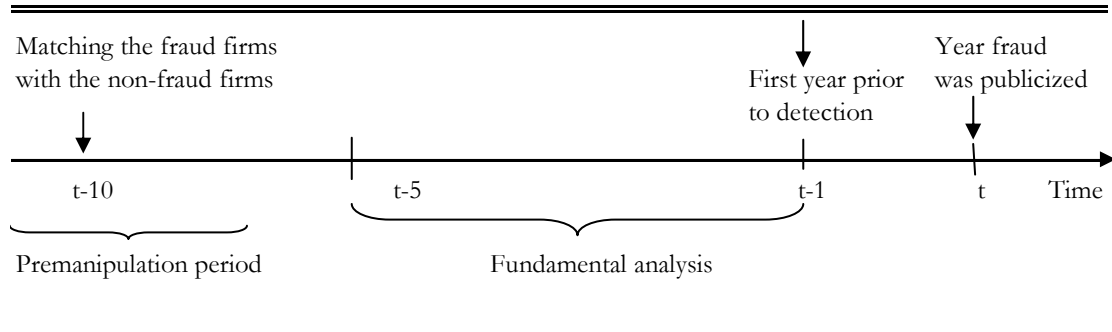 Matching the fraud firms
with the non-fraud firms
First year prior
to detection
Year fraud
was publicized
t-10
t-5
t-1
t
Time
Premanipulation period
Fundamental analysis